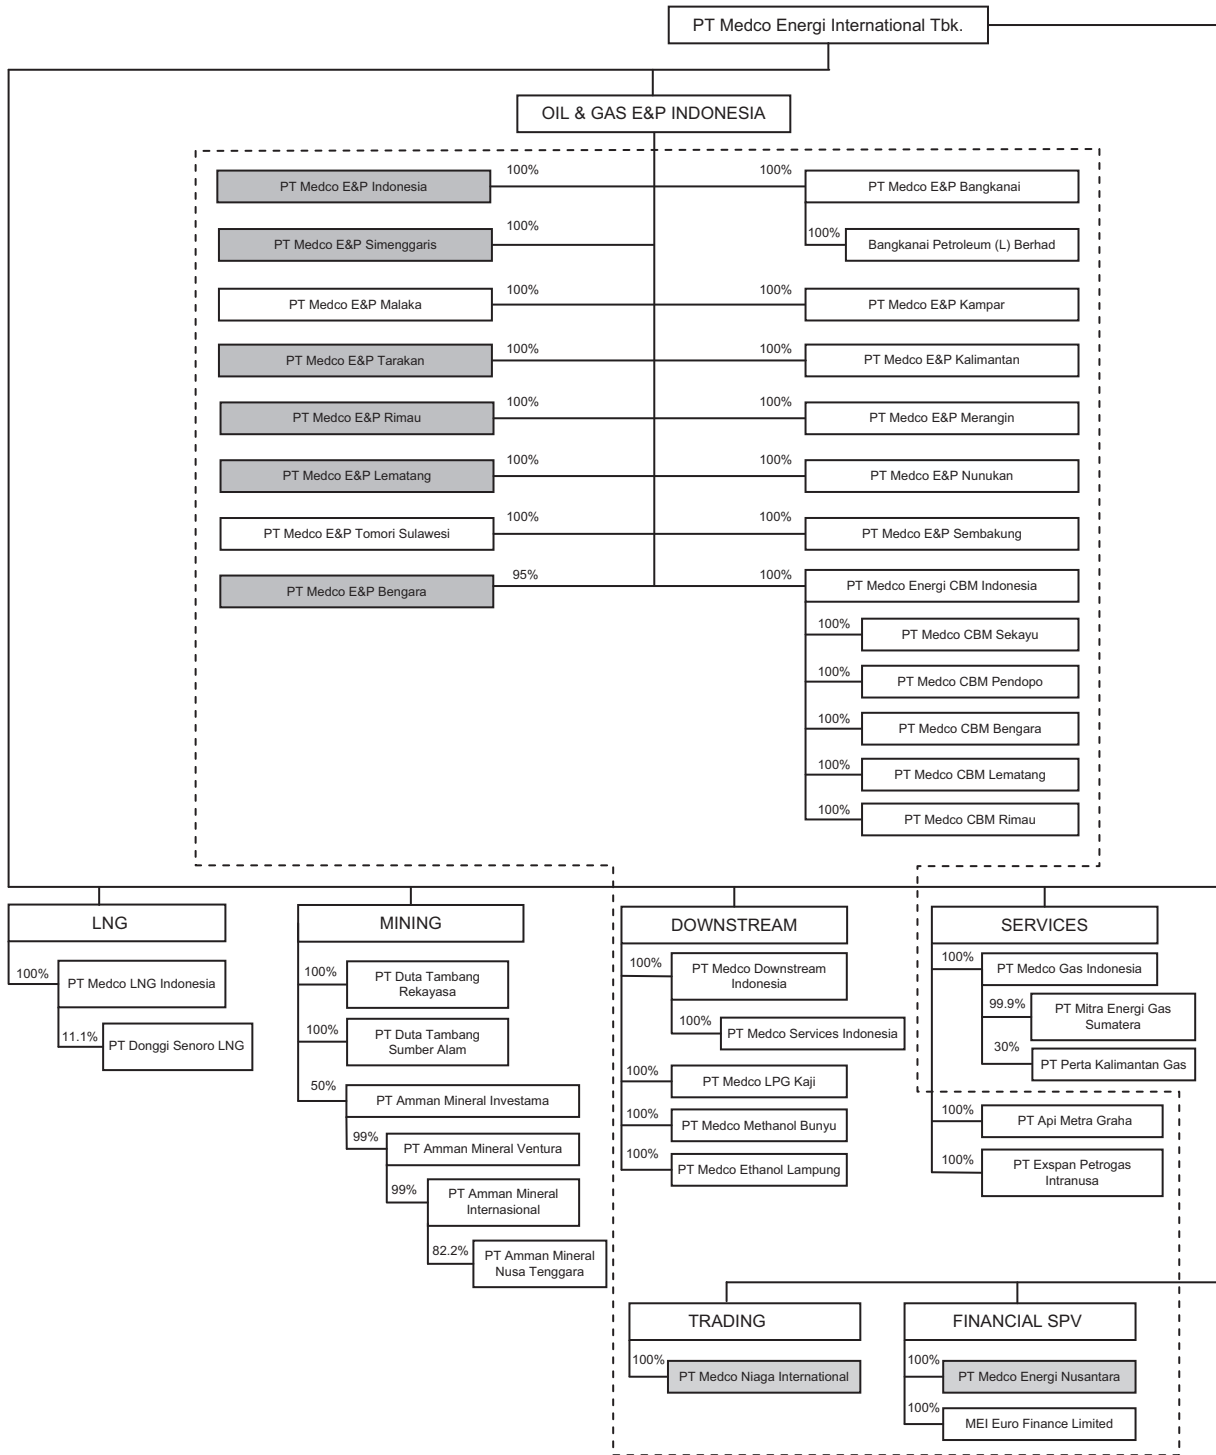 PT Medco Energi International Tbk.
OIL & GAS E&P INDONESIA
100%
PT Medco E&P Indonesia
100%
PT Medco E&P Bangkanai
100%
PT Medco E&P Simenggaris
100%
Bangkanai Petroleum (L) Berhad
100%
PT Medco E&P Malaka
100%
PT Medco E&P Kampar
100%
PT Medco E&P Tarakan
100%
PT Medco E&P Kalimantan
100%
PT Medco E&P Rimau
100%
PT Medco E&P Merangin
100%
PT Medco E&P Lematang
100%
PT Medco E&P Nunukan
100%
PT Medco E&P Tomori Sulawesi
100%
PT Medco E&P Sembakung
95%
PT Medco E&P Bengara
100%
PT Medco Energi CBM Indonesia
100%
PT Medco CBM Sekayu
100%
PT Medco CBM Pendopo
100%
PT Medco CBM Bengara
100%
PT Medco CBM Lematang
100%
PT Medco CBM Rimau
LNG
100%
PT Medco LNG Indonesia
11.1%
PT Donggi Senoro LNG
MINING
100%
PT Duta Tambang
Rekayasa
100%
PT Duta Tambang
Sumber Alam
50%
PT Amman Mineral Investama
99%
PT Amman Mineral Ventura
99%
PT Amman Mineral
Internasional
82.2%
PT Amman Mineral
Nusa Tenggara
DOWNSTREAM
100%
PT Medco Downstream
Indonesia
100%
PT Medco Services Indonesia
100%
PT Medco LPG Kaji
100%
PT Medco Methanol Bunyu
100%
PT Medco Ethanol Lampung
SERVICES
100%
PT Medco Gas Indonesia
99.9%
PT Mitra Energi Gas
Sumatera
30%
PT Perta Kalimantan Gas
100%
PT Api Metra Graha
100%
PT Exspan Petrogas
Intranusa
TRADING
100%
PT Medco Niaga International
FINANCIAL SPV
100%
PT Medco Energi Nusantara
100%
MEI Euro Finance Limited